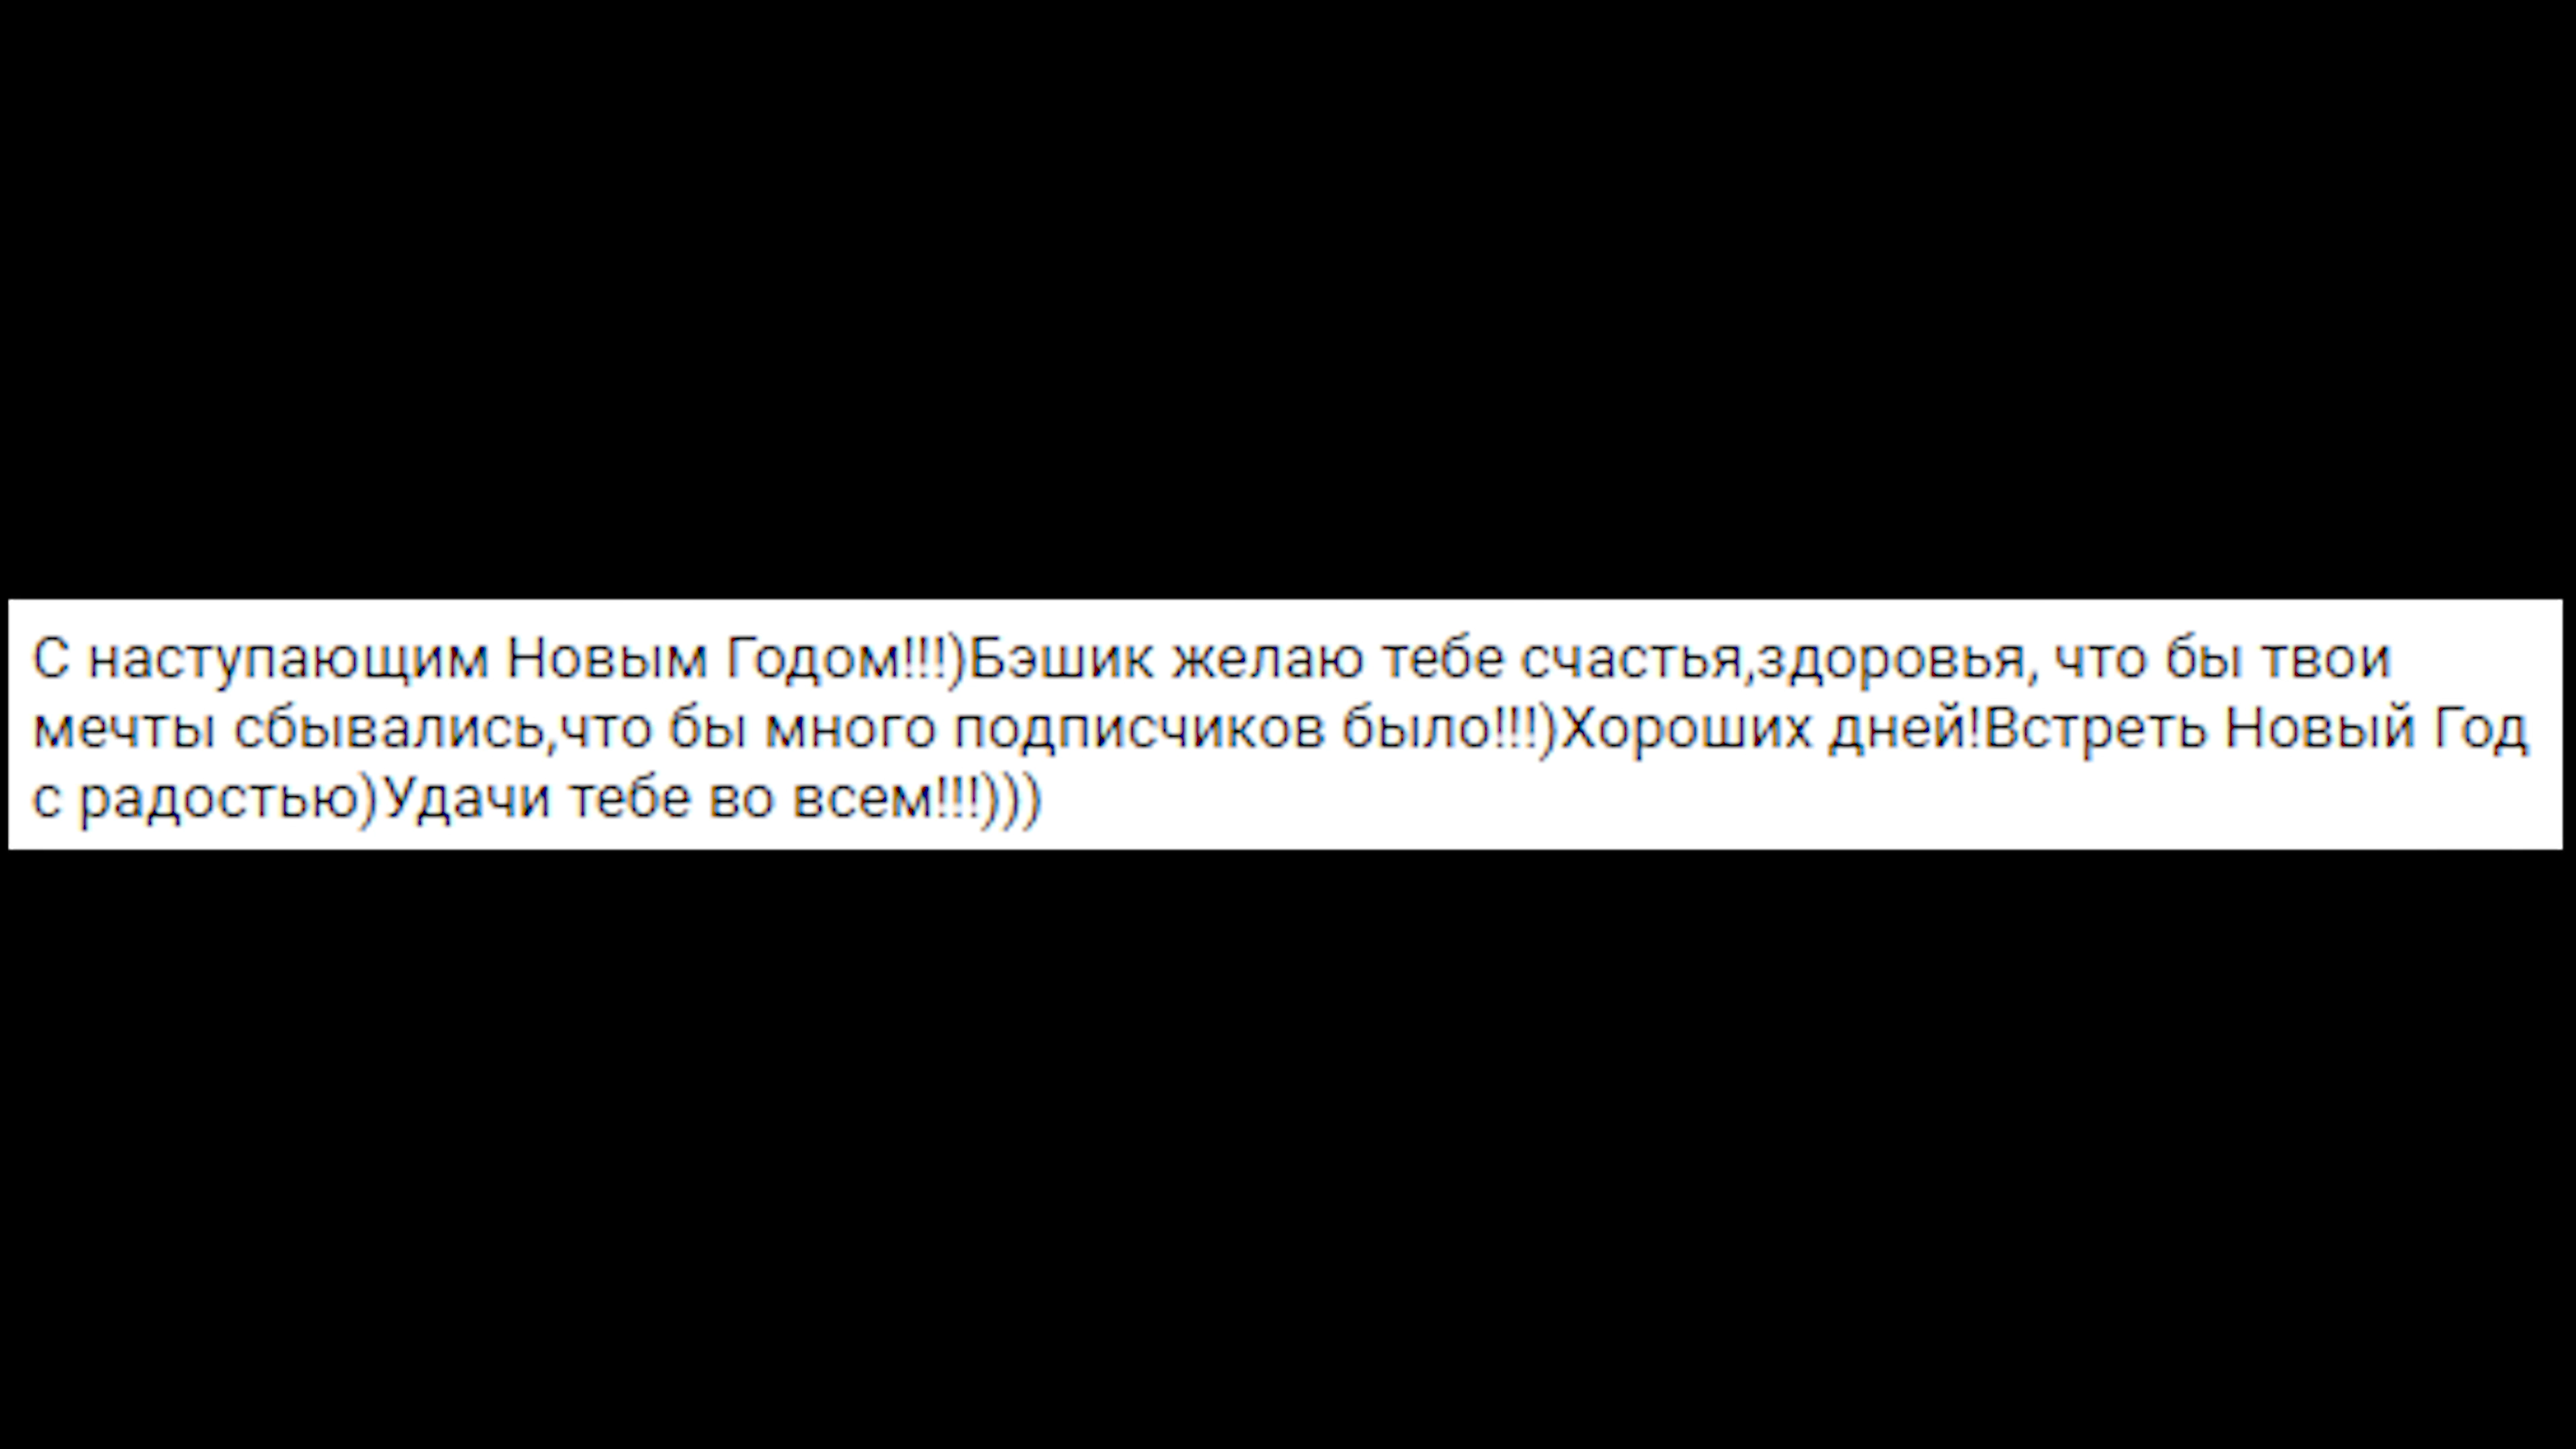 С наступающим Новым Годом!!!)Бэшик желаю тебе счастья,здоровья, что бы твои
мечты сбывались,что бы много подписчиков было!!!)Хороших дней!Встреть Новый Год
с радостью)Удачи тебе во всем!!!)))